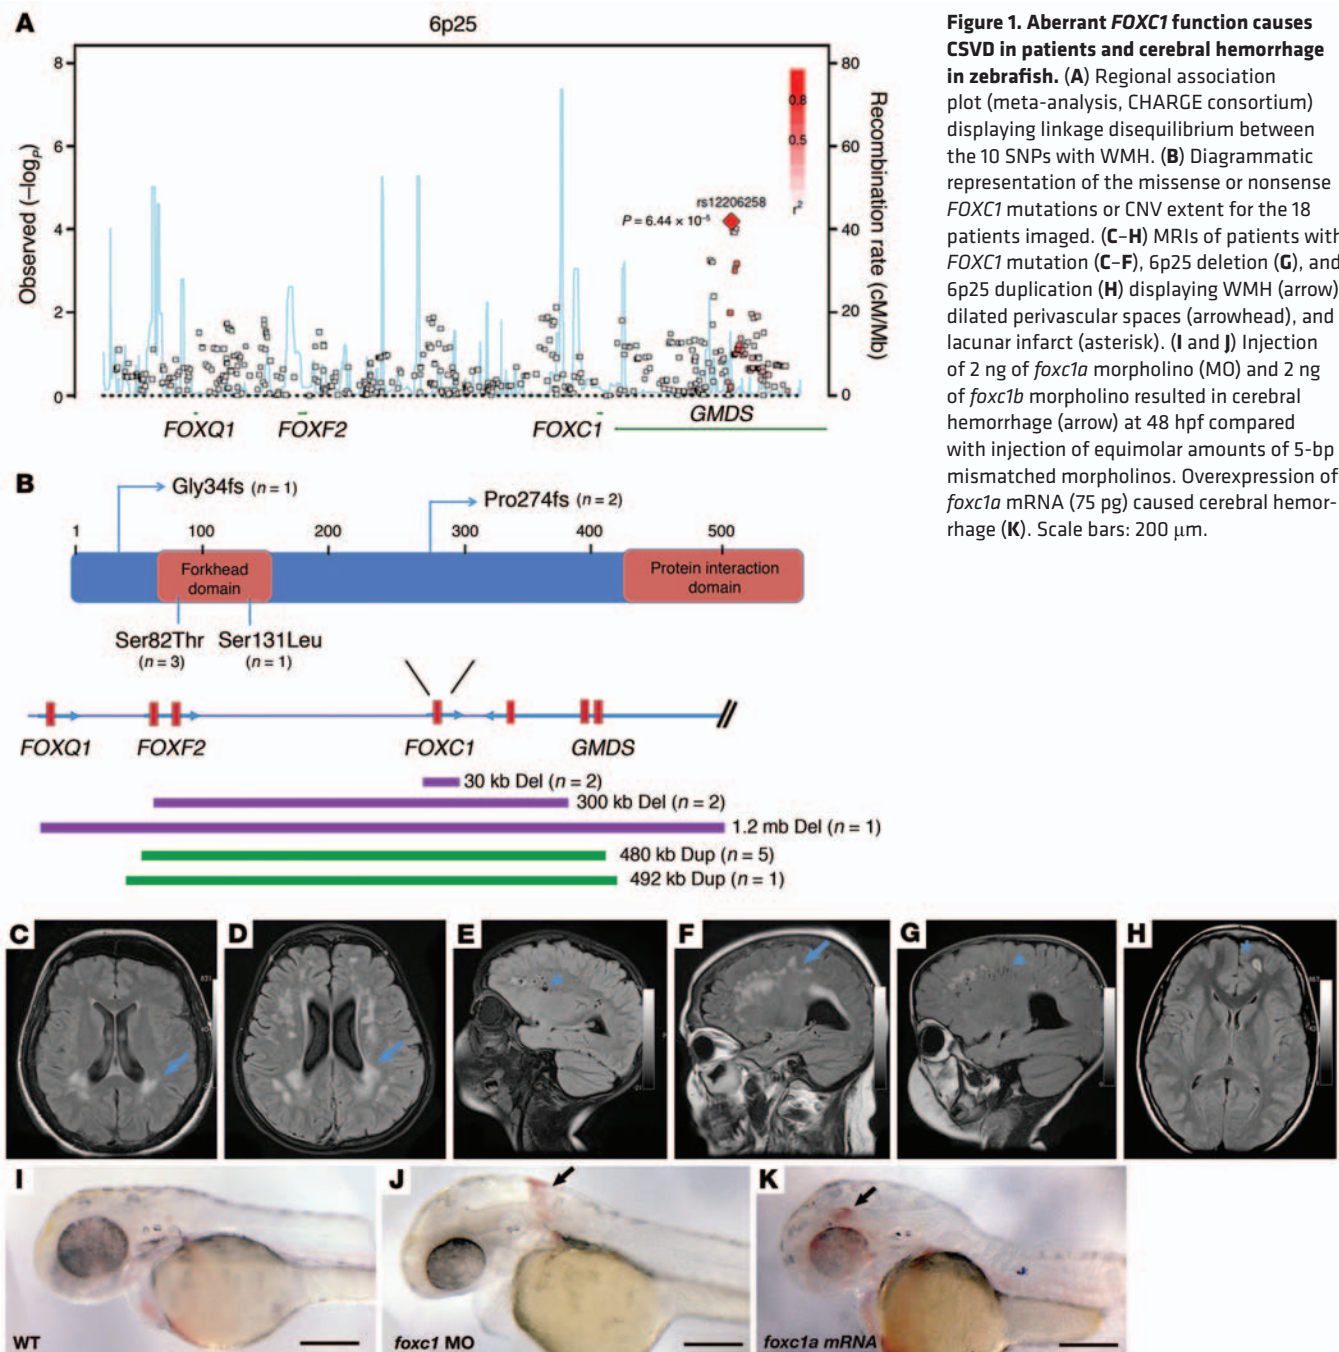 A
6p25
8
6
4
2
0
Observed (–logP)
80
60
40
20
0
Recombination rate (cM/Mb)
0.8
0.5
r2
rs12206258
P = 6.44 × 10–5
FOXQ1 FOXF2 FOXC1 GMDS
B
Gly34fs (n = 1)
Pro274fs (n = 2)
1 100 200 300 400 500
Forkhead
domain
Protein interaction
domain
Ser82Thr
(n = 3)
Ser131Leu
(n = 1)
FOXQ1 FOXF2 FOXC1 GMDS
30 kb Del (n = 2)
300 kb Del (n = 2)
1.2 mb Del (n = 1)
480 kb Dup (n = 5)
492 kb Dup (n = 1)
C
D
E
F
G
H
I
WT
J
foxc1 MO
K
foxc1a mRNA
Figure 1. Aberrant FOXC1 function causes
CSVD in patients and cerebral hemorrhage
in zebrafish. (A) Regional association
plot (meta-analysis, CHARGE consortium)
displaying linkage disequilibrium between
the 10 SNPs with WMH. (B) Diagrammatic
representation of the missense or nonsense
FOXC1 mutations or CNV extent for the 18
patients imaged. (C–H) MRIs of patients with
FOXC1 mutation (C–F), 6p25 deletion (G), and
6p25 duplication (H) displaying WMH (arrow)
dilated perivascular spaces (arrowhead), and
lacunar infarct (asterisk). (I and J) Injection
of 2 ng of foxc1a morpholino (MO) and 2 ng
of foxc1b morpholino resulted in cerebral
hemorrhage (arrow) at 48 hpf compared
with injection of equimolar amounts of 5-bp
mismatched morpholinos. Overexpression of
foxc1a mRNA (75 pg) caused cerebral hemor-
rhage (K). Scale bars: 200 μm.